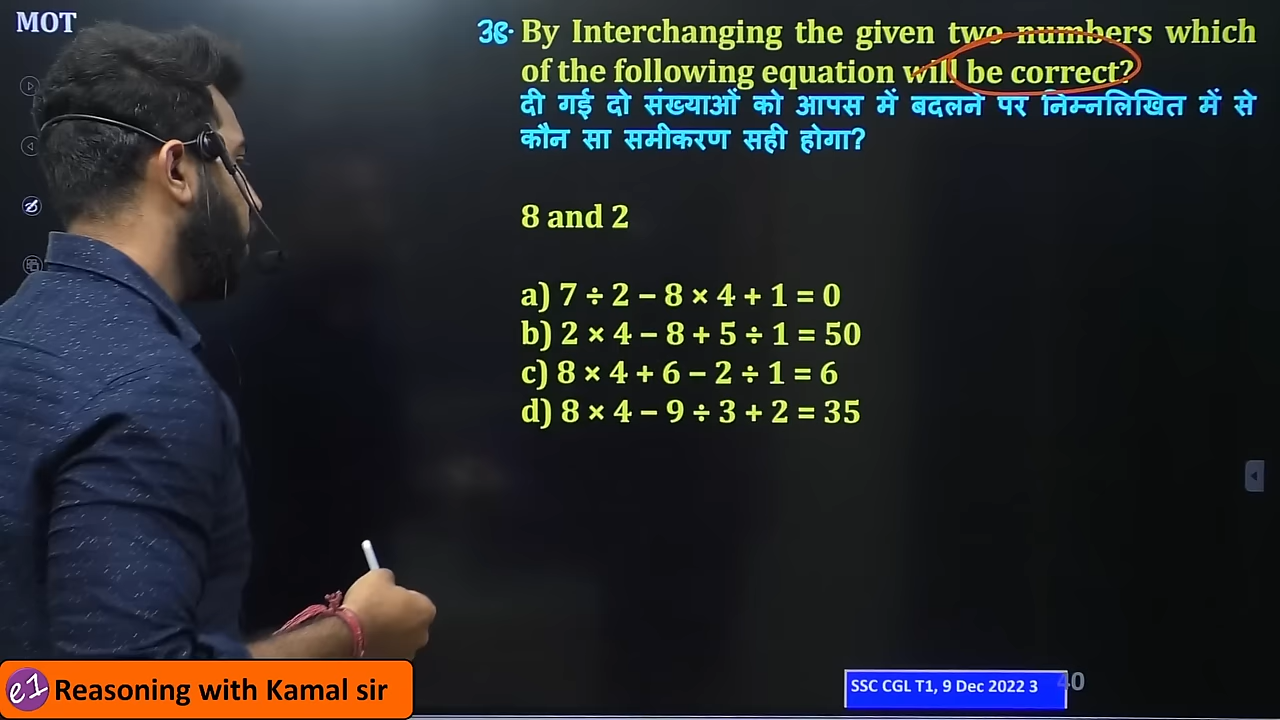 MOT
38. By Interchanging the given two numbers which
of the following equation will be correct?
दी गई दो संख्याओं को आपस में बदलने पर निम्नलिखित में से
कौन सा समीकरण सही होगा?
8 and 2
a) 7 ÷ 2 – 8 × 4 + 1 = 0
b) 2 × 4 – 8 + 5 ÷ 1 = 50
c) 8 × 4 + 6 – 2 ÷ 1 = 6
d) 8 × 4 – 9 ÷ 3 + 2 = 35
e1 Reasoning with Kamal sir
SSC CGL T1, 9 Dec 2022 3
40